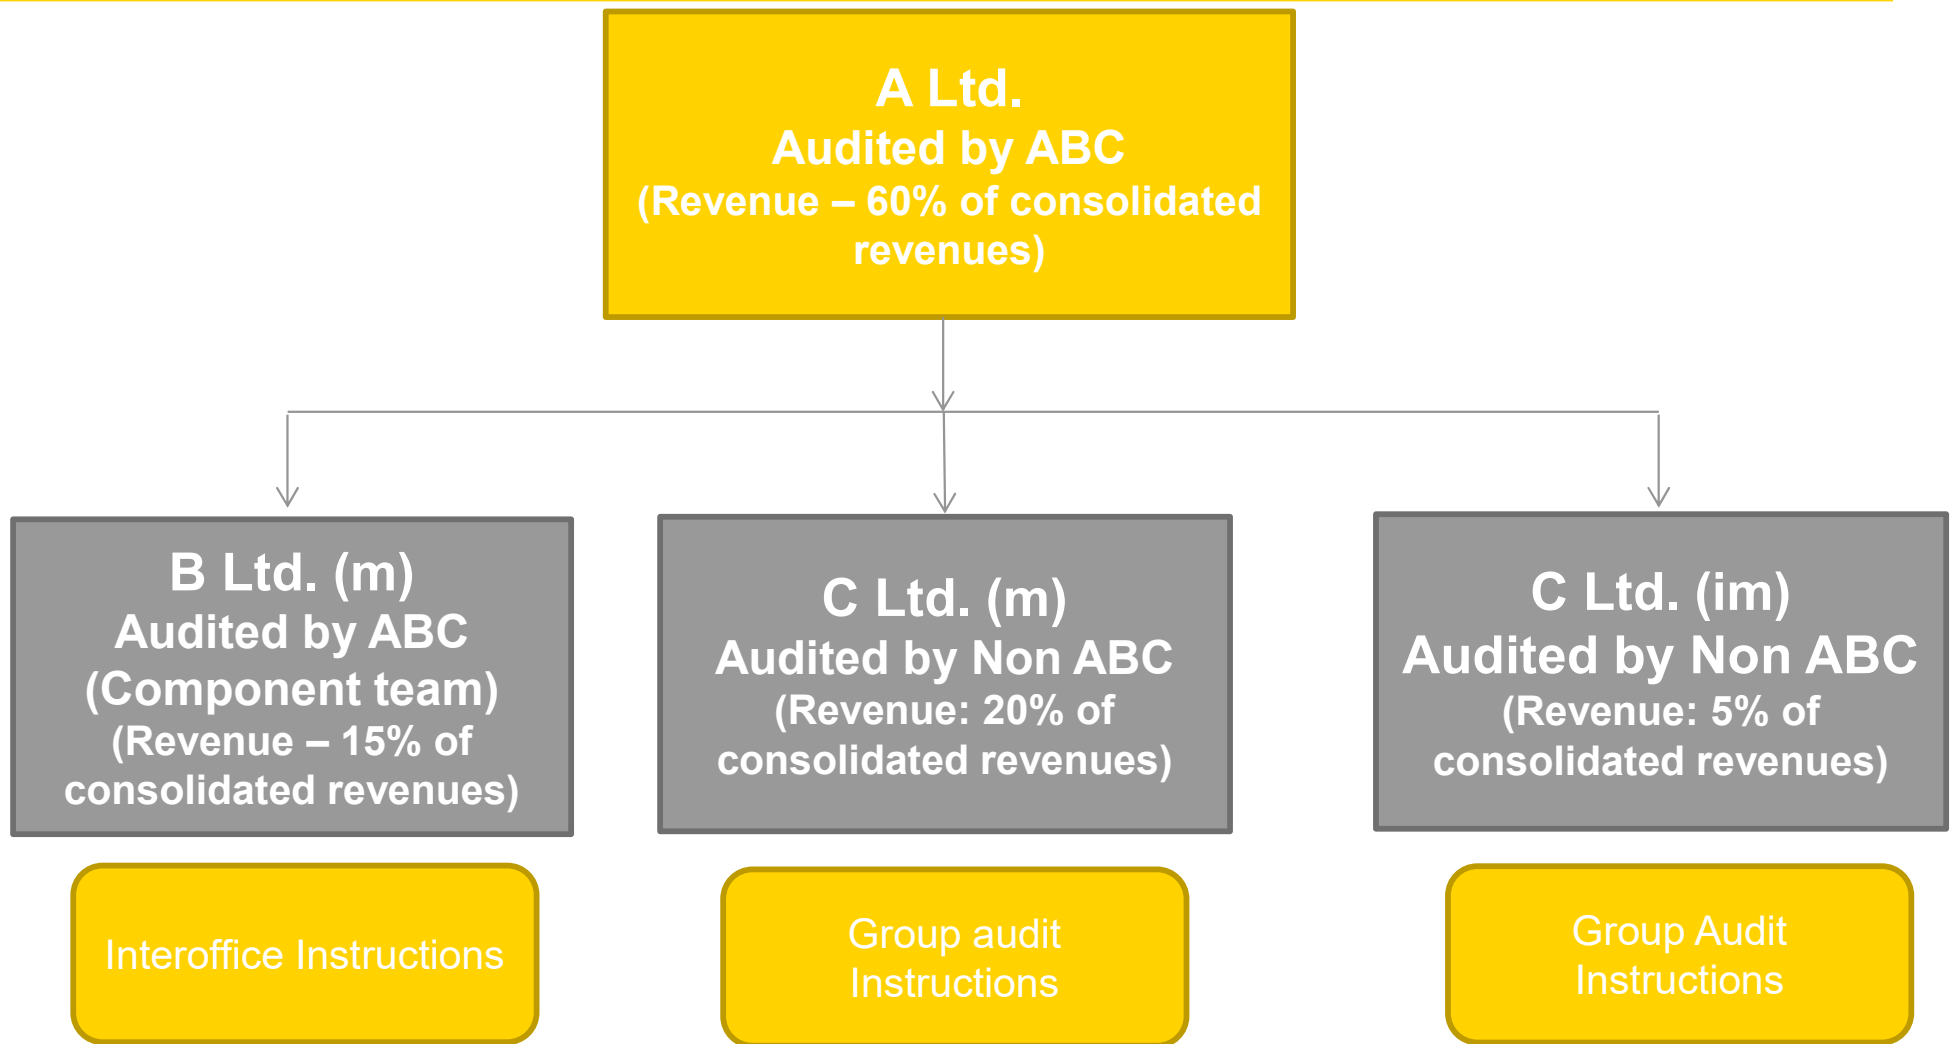 A Ltd.
Audited by ABC
(Revenue – 60% of consolidated
revenues)
B Ltd. (m)
Audited by ABC
(Component team)
(Revenue – 15% of
consolidated revenues)
C Ltd. (m)
Audited by Non ABC
(Revenue: 20% of
consolidated revenues)
C Ltd. (im)
Audited by Non ABC
(Revenue: 5% of
consolidated revenues)
Interoffice Instructions
Group audit
Instructions
Group Audit
Instructions